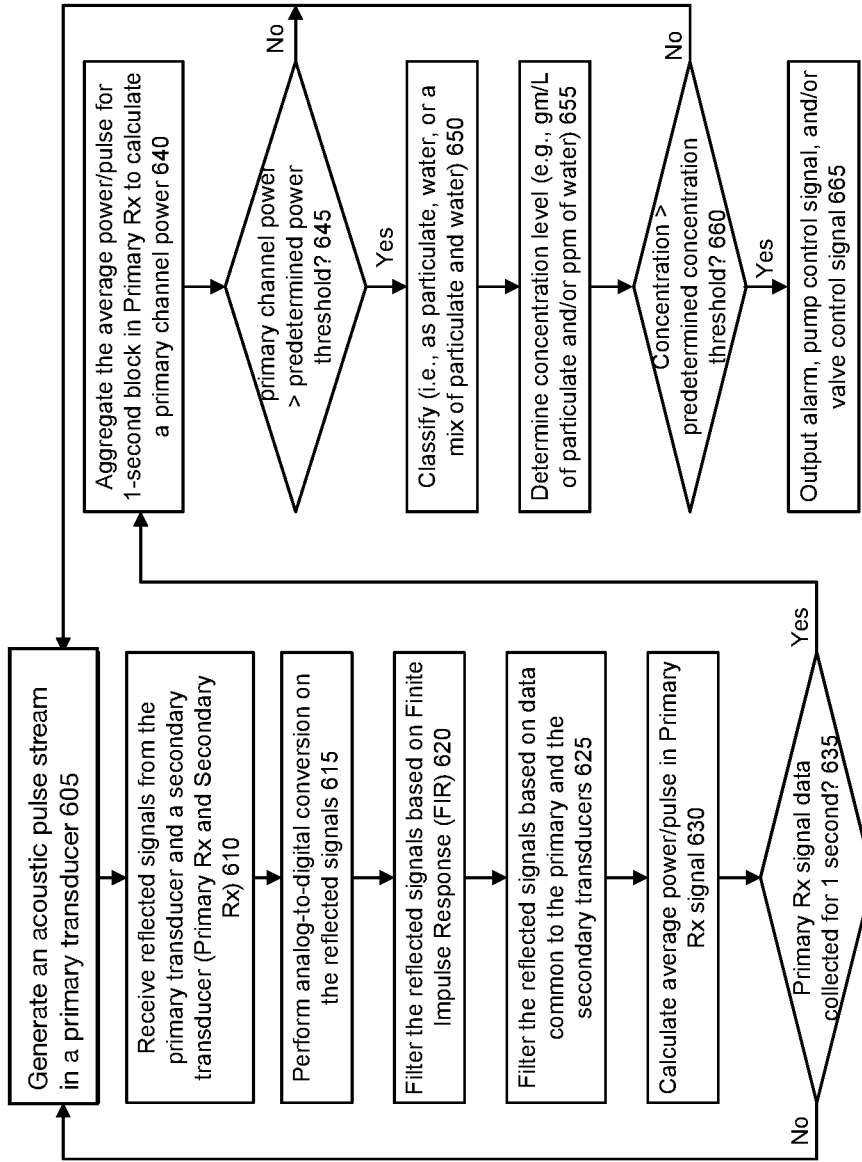 Generate an acoustic pulse stream
in a primary transducer 605
Receive reflected signals from the
primary transducer and a secondary
transducer (Primary Rx and Secondary
Rx) 610
Perform analog-to-digital conversion on
the reflected signals 615
Filter the reflected signals based on Finite
Impulse Response (FIR) 620
Filter the reflected signals based on data
common to the primary and the
secondary transducers 625
Calculate average power/pulse in Primary
Rx signal 630
Primary Rx signal data
collected for 1 second? 635
No
Yes
Aggregate the average power/pulse for
1-second block in Primary Rx to calculate
a primary channel power 640
primary channel power
> predetermined power
threshold? 645
No
Yes
Classify (i.e., as particulate, water, or a
mix of particulate and water) 650
Determine concentration level (e.g., gm/L
of particulate and/or ppm of water) 655
Concentration >
predetermined concentration
threshold? 660
No
Yes
Output alarm, pump control signal, and/or
valve control signal 665